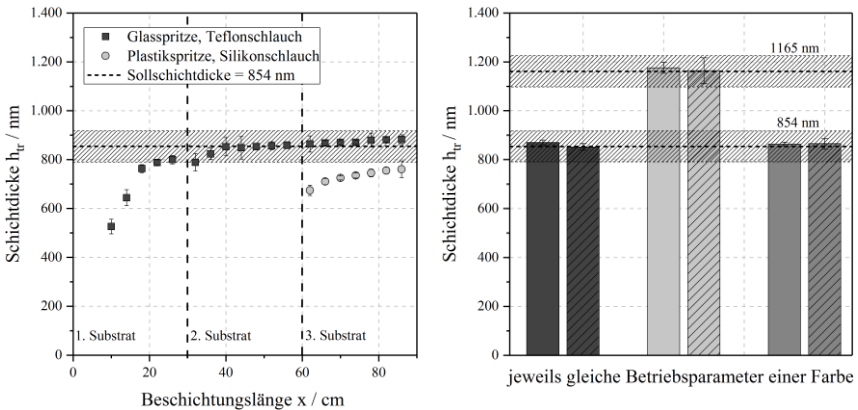 1.400
1.200
1.000
800
600
400
200
0
Schichtdicke h_tr / nm
Glasspritze, Teflonschlauch
Plastikspritze, Silikonschlauch
Sollschichtdicke = 854 nm
1. Substrat
2. Substrat
3. Substrat
0
20
40
60
80
Beschichtungslänge x / cm
1.400
1.200
1.000
800
600
400
200
0
Schichtdicke h_tr / nm
1165 nm
854 nm
jeweils gleiche Betriebsparameter einer Farbe